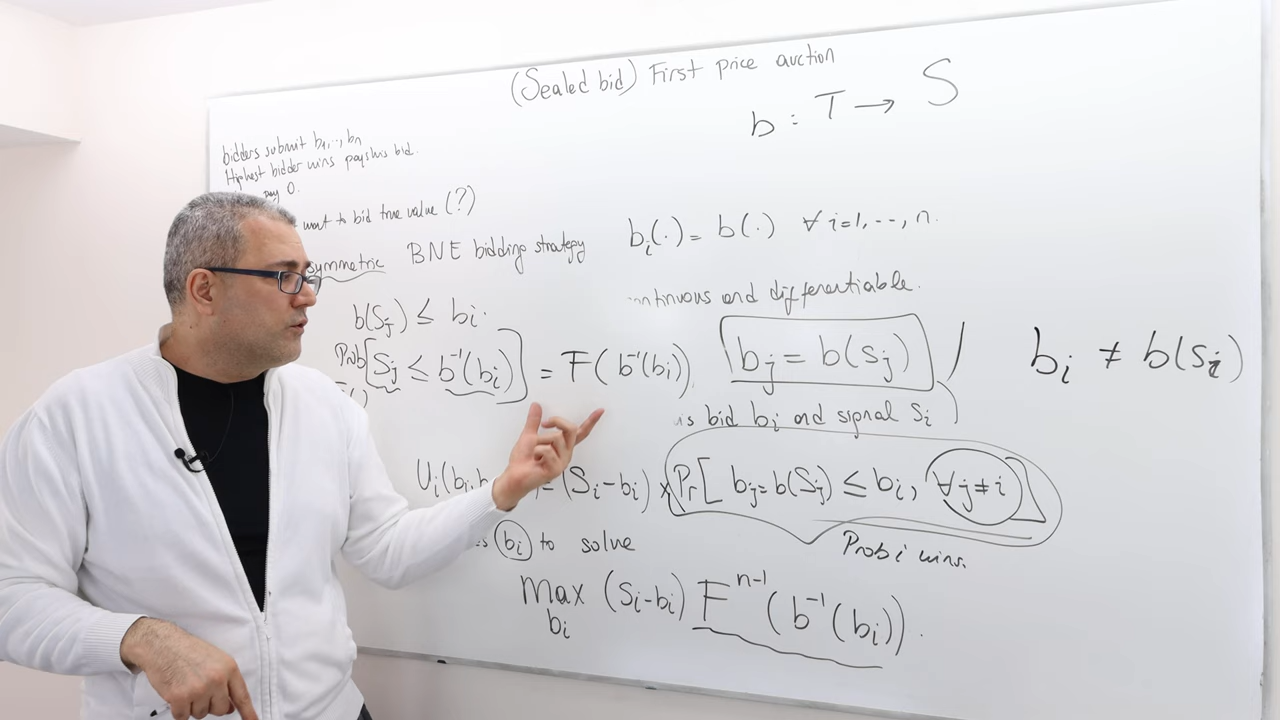 (Sealed bid) First price auction
b : T → S
bidders submit b₁,..,bₙ
Highest bidder wins pays his bid.
pay 0.
want to bid true value (?)
symmetric BNE bidding strategy
bᵢ(.) = b(.) ∀ i=1,--,n.
continuous and differentiable.
b(Sⱼ) ≤ bᵢ.
Prob[Sⱼ ≤ b⁻¹(bᵢ)] = F(b⁻¹(bᵢ)) bⱼ = b(Sⱼ) / bᵢ ≠ b(Sᵢ)
is bid bᵢ and signal Sᵢ)
Uᵢ(bᵢ, = (Sᵢ-bᵢ) × Pr[ bⱼ=b(Sⱼ) ≤ bᵢ, ∀j≠i ]
Prob i wins.
bᵢ to solve
Max (Sᵢ-bᵢ) Fⁿ⁻¹(b⁻¹(bᵢ)).
bᵢ